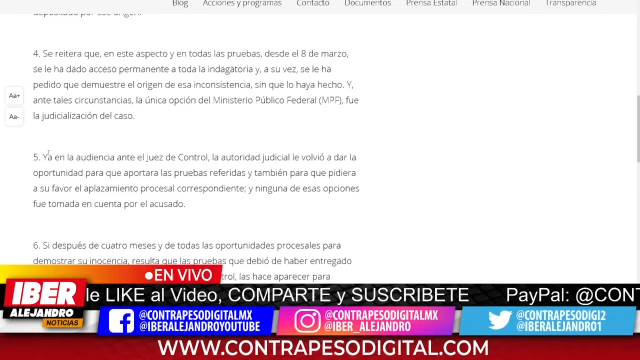 Blog Acciones y programas Contacto Documentos Prensa Estatal Prensa Nacional Transparencia
depositado por ese origen.
4. Se reitera que, en este aspecto y en todas las pruebas, desde el 8 de marzo,
se le ha dado acceso permanente a toda la indagatoria y, a su vez, se le ha
Aa+
pedido que demuestre el origen de esa inconsistencia, sin que lo haya hecho. Y,
ante tales circunstancias, la única opción del Ministerio Público Federal (MPF), fue
Aa-
la judicialización del caso.
5. Ya en la audiencia ante el Juez de Control, la autoridad judicial le volvió a dar la
oportunidad para que aportara las pruebas referidas y también para que pidiera
a su favor el aplazamiento procesal correspondiente; y ninguna de esas opciones
fue tomada en cuenta por el acusado.
6. Si después de cuatro meses y de todas las oportunidades procesales para
demostrar su inocencia, resulta que las pruebas que debió de haber entregado
trol, las hace aparecer para
EN VIVO
IBER
ALEJANDRO
NOTICIAS
le LIKE al Video, COMPARTE y SUSCRIBETE PayPal: @CONT
@CONTRAPESODIGITALMX
@IBERALEJANDROYOUTUBE
@CONTRAPESODIGITALMX
@IBER_ALEJANDRO
@CONTRAPESODIGI2
@IBERALEJANDRO1
WWW.CONTRAPESODIGITAL.COM